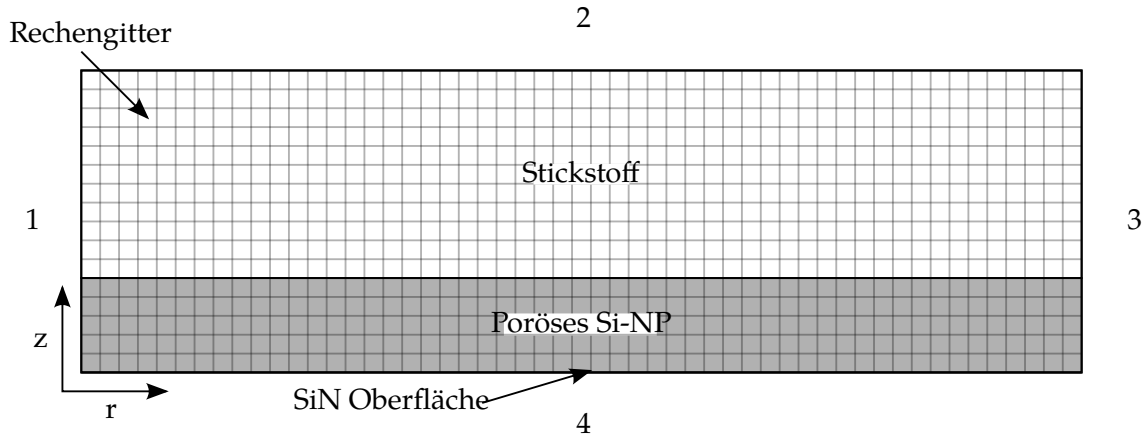 2
Rechengitter
Stickstoff
1
3
Poröses Si-NP
z
r
SiN Oberfläche
4